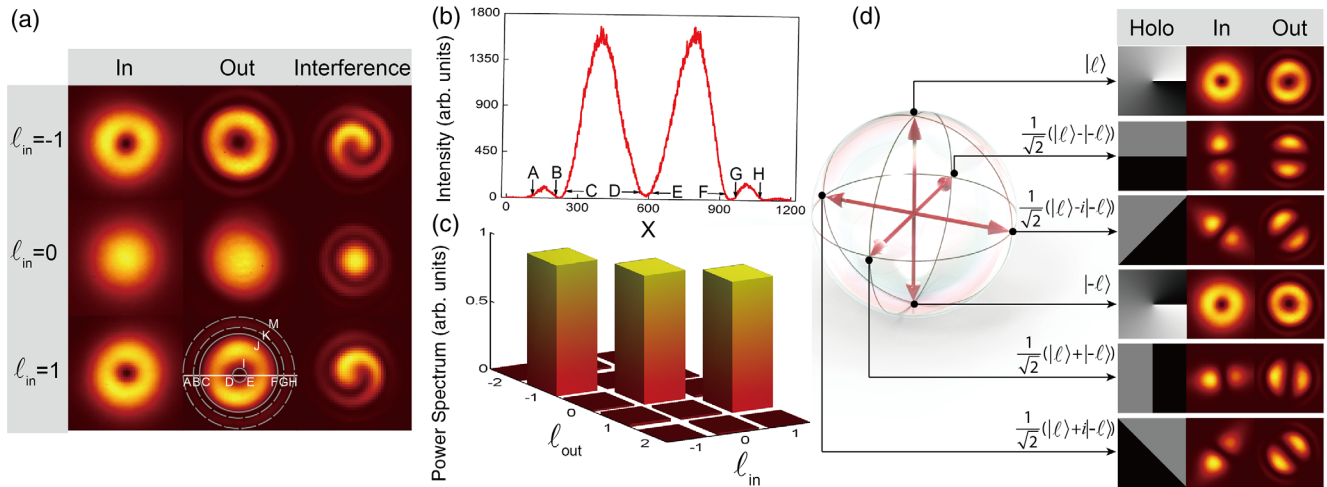 (a)
In Out Interference
ℓin=-1
ℓin=0
ℓin=1
M
K
J
I
A B C D E F G H
(b)
Intensity (arb. units)
1800
1350
900
450
0
A B C D E F G H
0 300 600 900 1200
X
(c)
Power Spectrum (arb. units)
1
0.5
0
-2 -1 0 1 2
ℓout
-1 0 1
ℓin
(d)
Holo In Out
|ℓ⟩
1/√2(|ℓ⟩-|-ℓ⟩)
1/√2(|ℓ⟩-i|-ℓ⟩)
|-ℓ⟩
1/√2(|ℓ⟩+|-ℓ⟩)
1/√2(|ℓ⟩+i|-ℓ⟩)